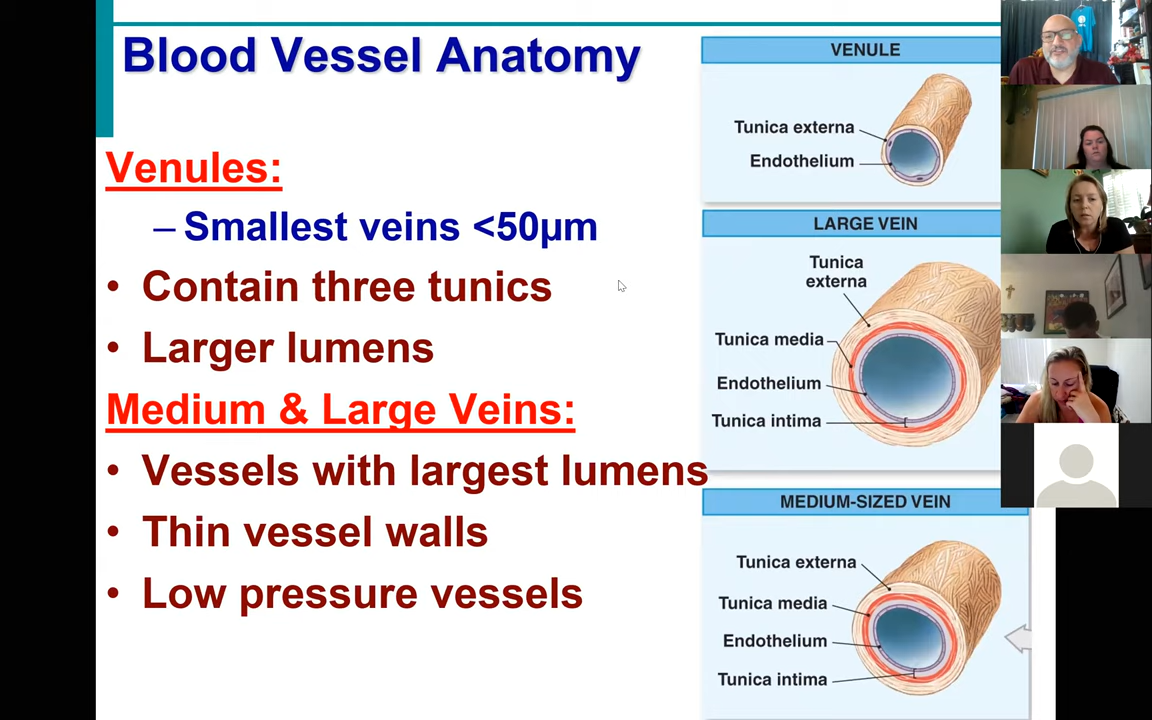 Blood Vessel Anatomy
Venules:
– Smallest veins <50µm
• Contain three tunics
• Larger lumens
Medium & Large Veins:
• Vessels with largest lumens
• Thin vessel walls
• Low pressure vessels
VENULE
Tunica externa
Endothelium
LARGE VEIN
Tunica
externa
Tunica media
Endothelium
Tunica intima
MEDIUM-SIZED VEIN
Tunica externa
Tunica media
Endothelium
Tunica intima